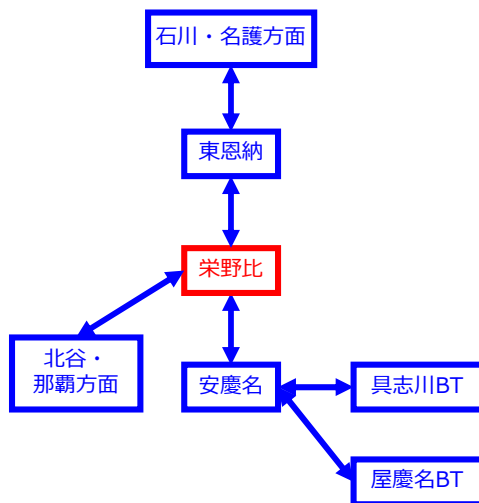 石川・名護方面
東恩納
栄野比
北谷・
那覇方面
安慶名
具志川BT
屋慶名BT